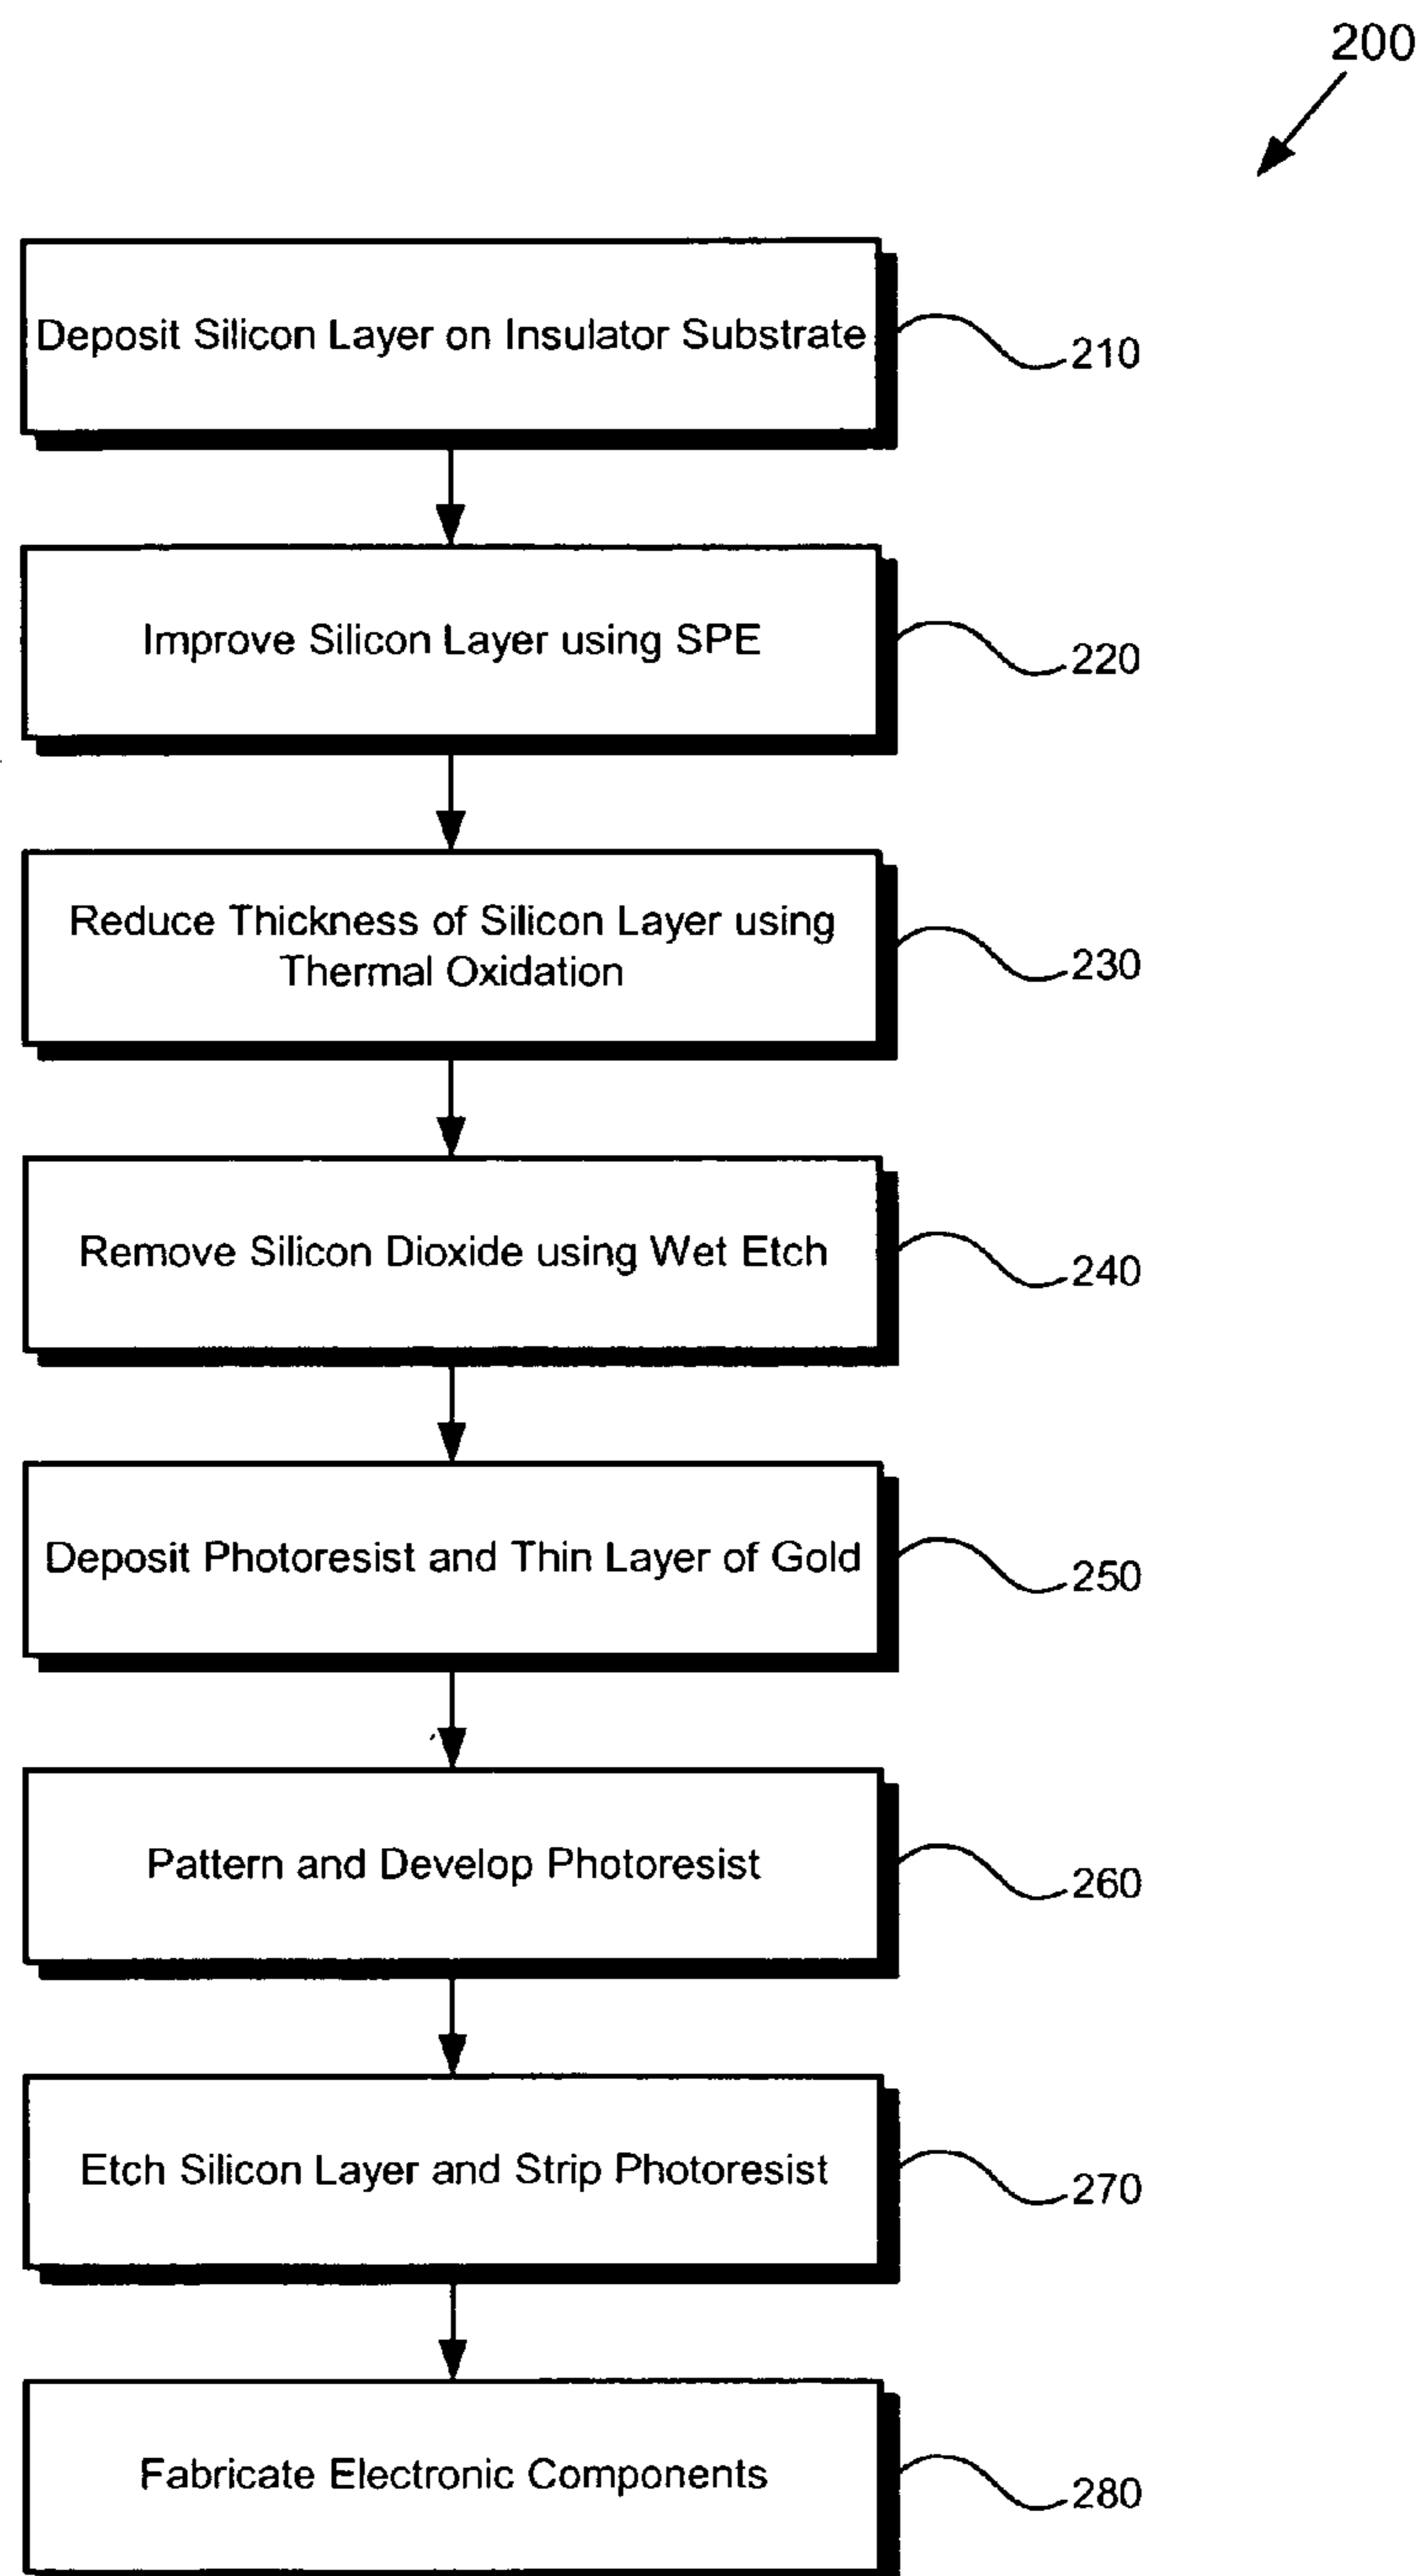 200
Deposit Silicon Layer on Insulator Substrate
210
Improve Silicon Layer using SPE
220
Reduce Thickness of Silicon Layer using
Thermal Oxidation
230
Remove Silicon Dioxide using Wet Etch
240
Deposit Photoresist and Thin Layer of Gold
250
Pattern and Develop Photoresist
260
Etch Silicon Layer and Strip Photoresist
270
Fabricate Electronic Components
280